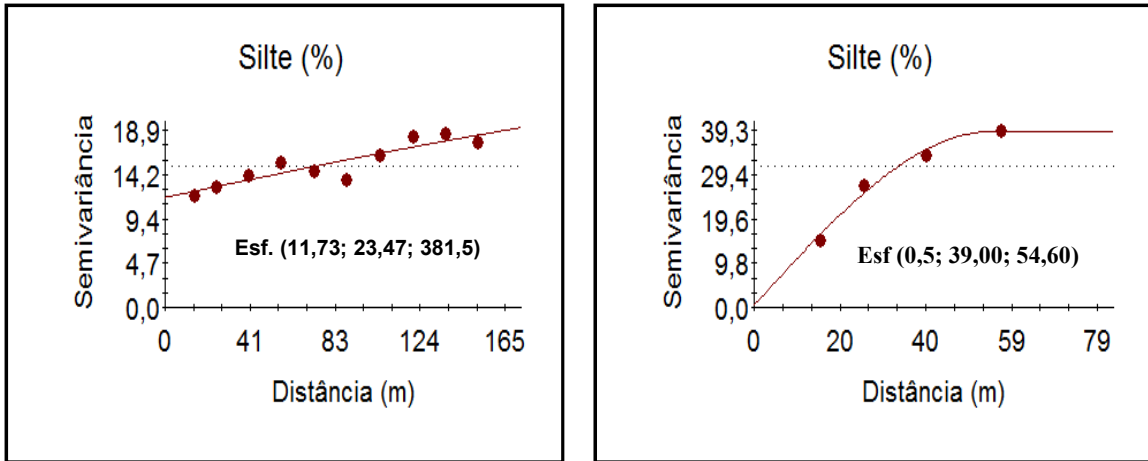 Silte (%)
Semivariância
18,9
14,2
9,4
4,7
0,0
Esf. (11,73; 23,47; 381,5)
0 41 83 124 165
Distância (m)
Silte (%)
Semivariância
39,3
29,4
19,6
9,8
0,0
Esf (0,5; 39,00; 54,60)
0 20 40 59 79
Distância (m)